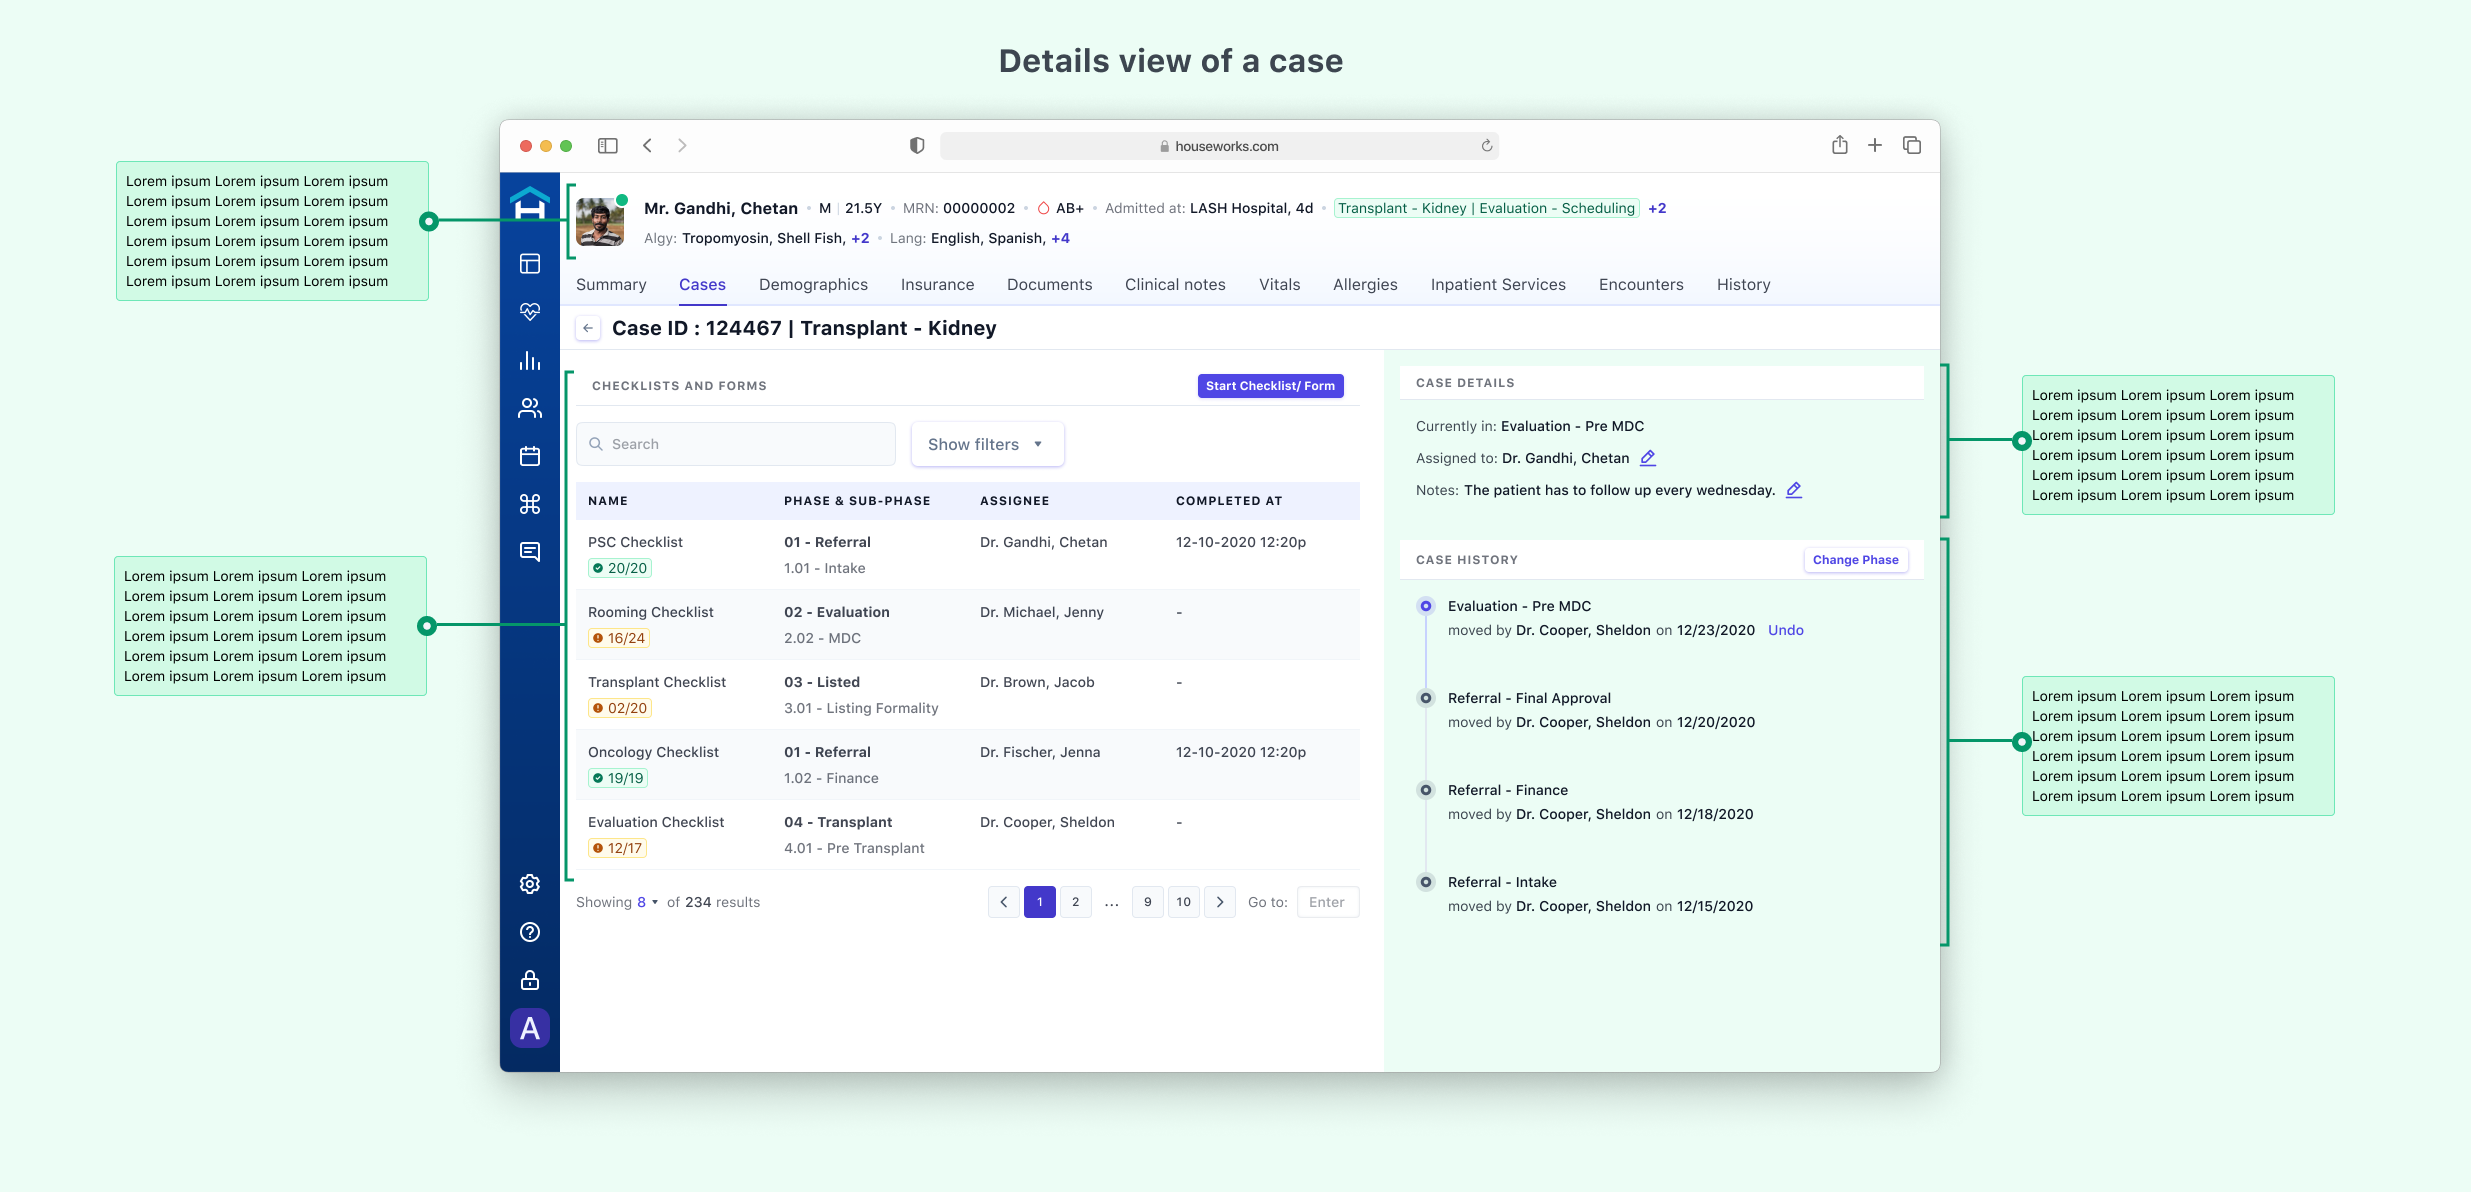 Details view of a case
houseworks.com
Lorem ipsum Lorem ipsum Lorem ipsum
Lorem ipsum Lorem ipsum Lorem ipsum
Lorem ipsum Lorem ipsum Lorem ipsum
Lorem ipsum Lorem ipsum Lorem ipsum
Lorem ipsum Lorem ipsum Lorem ipsum
Lorem ipsum Lorem ipsum Lorem ipsum
Mr. Gandhi, Chetan • M | 21.5Y • MRN: 00000002 • AB+ • Admitted at: LASH Hospital, 4d • Transplant - Kidney | Evaluation - Scheduling +2
Algy: Tropomyosin, Shell Fish, +2 • Lang: English, Spanish, +4
Summary Cases Demographics Insurance Documents Clinical notes Vitals Allergies Inpatient Services Encounters History
Case ID : 124467 | Transplant - Kidney
CHECKLISTS AND FORMS Start Checklist/ Form
Search Show filters
NAME PHASE & SUB-PHASE ASSIGNEE COMPLETED AT
PSC Checklist 01 - Referral Dr. Gandhi, Chetan 12-10-2020 12:20p
20/20 1.01 - Intake
Rooming Checklist 02 - Evaluation Dr. Michael, Jenny -
16/24 2.02 - MDC
Transplant Checklist 03 - Listed Dr. Brown, Jacob -
02/20 3.01 - Listing Formality
Oncology Checklist 01 - Referral Dr. Fischer, Jenna 12-10-2020 12:20p
19/19 1.02 - Finance
Evaluation Checklist 04 - Transplant Dr. Cooper, Sheldon -
12/17 4.01 - Pre Transplant
Showing 8 of 234 results 1 2 ... 9 10 Go to: Enter
A
Lorem ipsum Lorem ipsum Lorem ipsum
Lorem ipsum Lorem ipsum Lorem ipsum
Lorem ipsum Lorem ipsum Lorem ipsum
Lorem ipsum Lorem ipsum Lorem ipsum
Lorem ipsum Lorem ipsum Lorem ipsum
Lorem ipsum Lorem ipsum Lorem ipsum
CASE DETAILS
Currently in: Evaluation - Pre MDC
Assigned to: Dr. Gandhi, Chetan
Notes: The patient has to follow up every wednesday.
Lorem ipsum Lorem ipsum Lorem ipsum
Lorem ipsum Lorem ipsum Lorem ipsum
Lorem ipsum Lorem ipsum Lorem ipsum
Lorem ipsum Lorem ipsum Lorem ipsum
Lorem ipsum Lorem ipsum Lorem ipsum
Lorem ipsum Lorem ipsum Lorem ipsum
CASE HISTORY Change Phase
Evaluation - Pre MDC
moved by Dr. Cooper, Sheldon on 12/23/2020 Undo
Referral - Final Approval
moved by Dr. Cooper, Sheldon on 12/20/2020
Referral - Finance
moved by Dr. Cooper, Sheldon on 12/18/2020
Referral - Intake
moved by Dr. Cooper, Sheldon on 12/15/2020
Lorem ipsum Lorem ipsum Lorem ipsum
Lorem ipsum Lorem ipsum Lorem ipsum
Lorem ipsum Lorem ipsum Lorem ipsum
Lorem ipsum Lorem ipsum Lorem ipsum
Lorem ipsum Lorem ipsum Lorem ipsum
Lorem ipsum Lorem ipsum Lorem ipsum